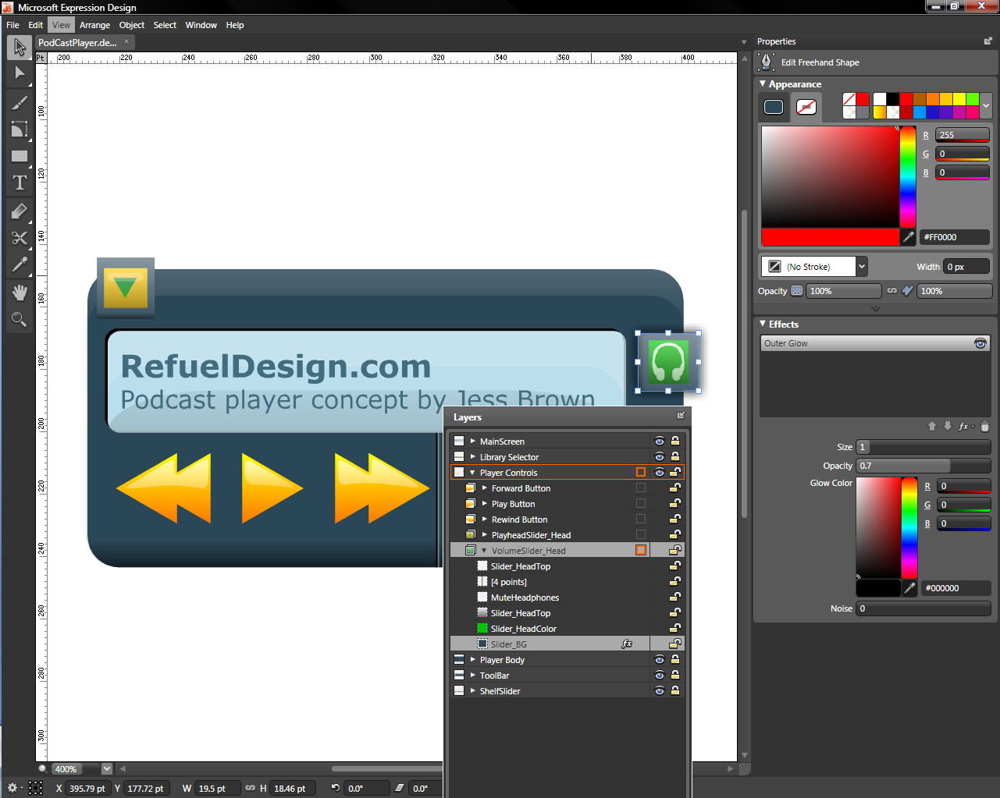 Microsoft Expression Design
File Edit View Arrange Object Select Window Help
PodCastPlayer.de... ×
Pt 200 220 240 260 280 300 320 340 360 380 400
100
120
140
160
180
200
220
240
260
280
300
RefuelDesign.com
Podcast player concept by Jess Brown
Layers
MainScreen
Library Selector
Player Controls
Forward Button
Play Button
Rewind Button
PlayheadSlider_Head
VolumeSlider_Head
Slider_HeadTop
[4 points]
MuteHeadphones
Slider_HeadTop
Slider_HeadColor
Slider_BG fx
Player Body
ToolBar
ShelfSlider
400%
X 395.79 pt Y 177.72 pt W 19.5 pt H 18.46 pt 0.0° 0.0°
Properties
Edit Freehand Shape
Appearance
R 255
G 0
B 0
#FF0000
(No Stroke) Width 0 px
Opacity 100% 100%
Effects
Outer Glow
fx
Size 1
Opacity 0.7
Glow Color R 0
G 0
B 0
#000000
Noise 0